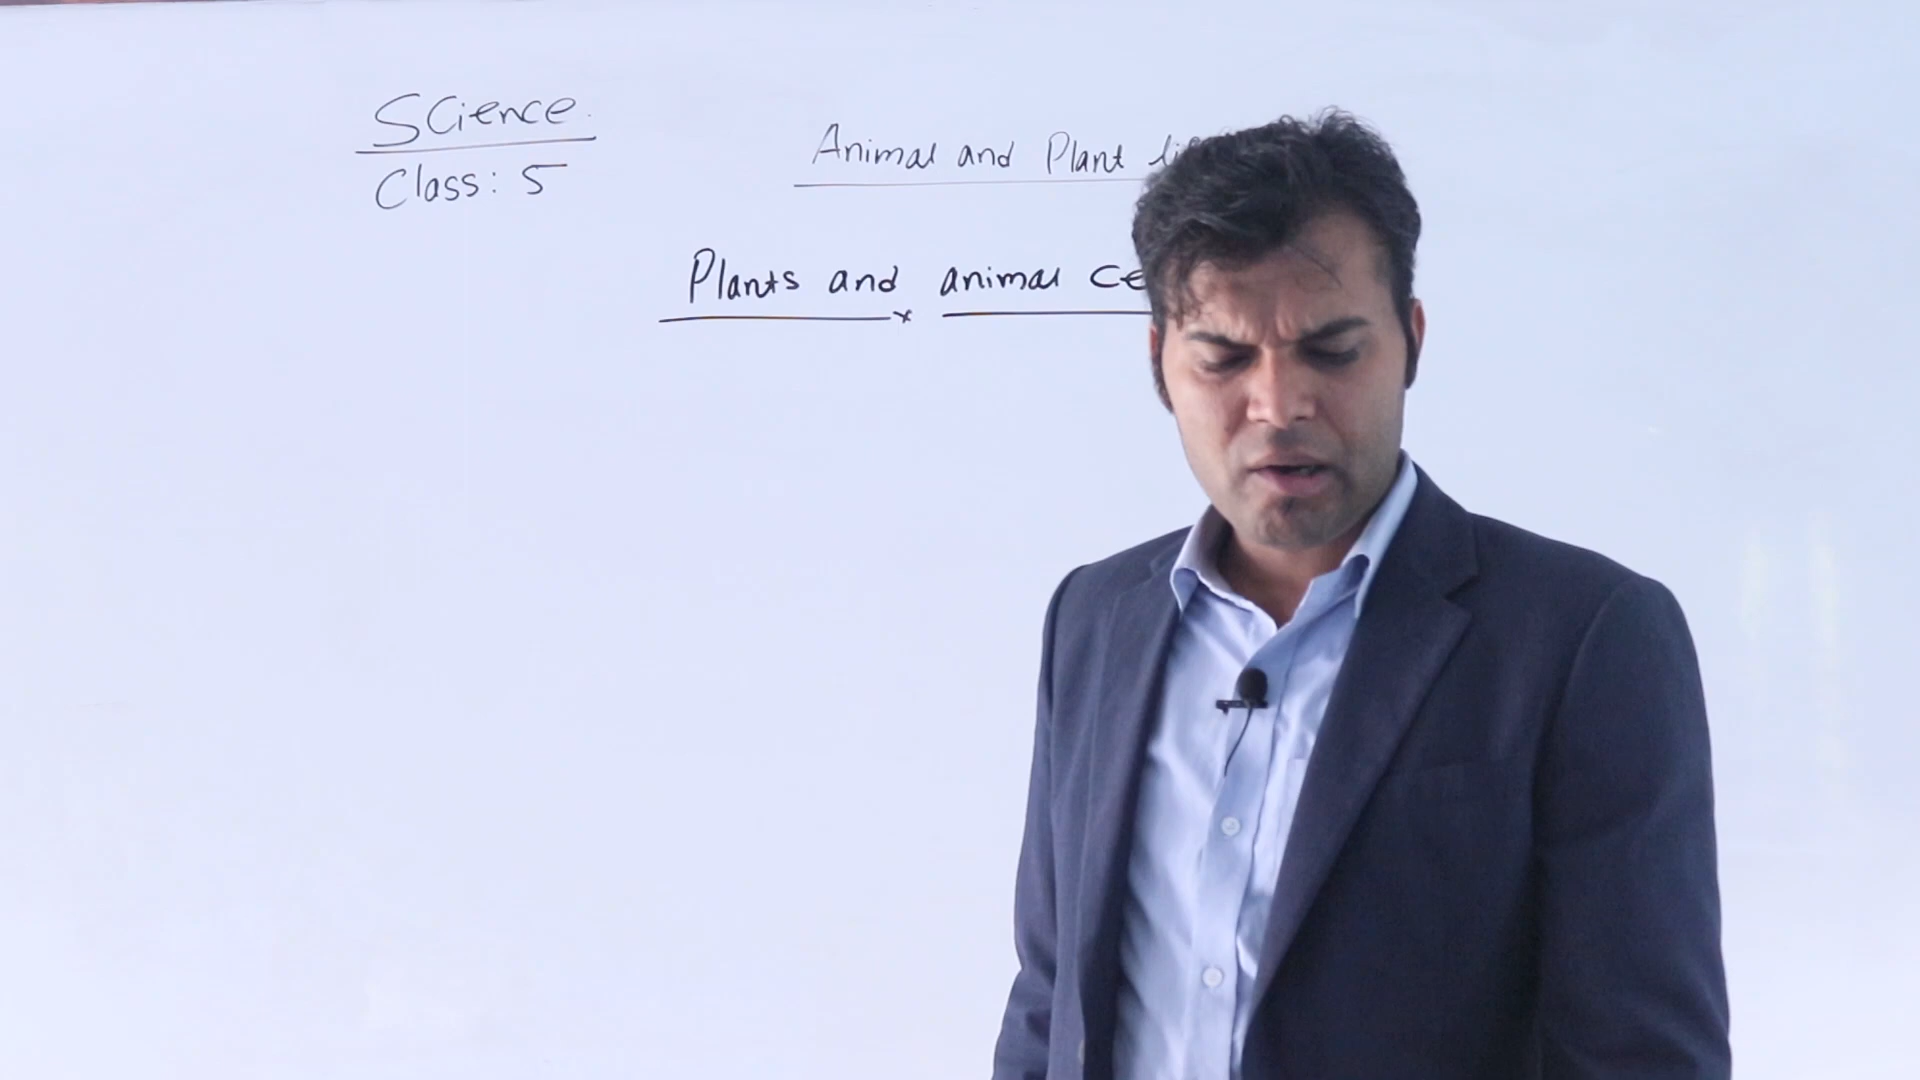 Science.
Class: 5
Animal and Plant
Plants and animal